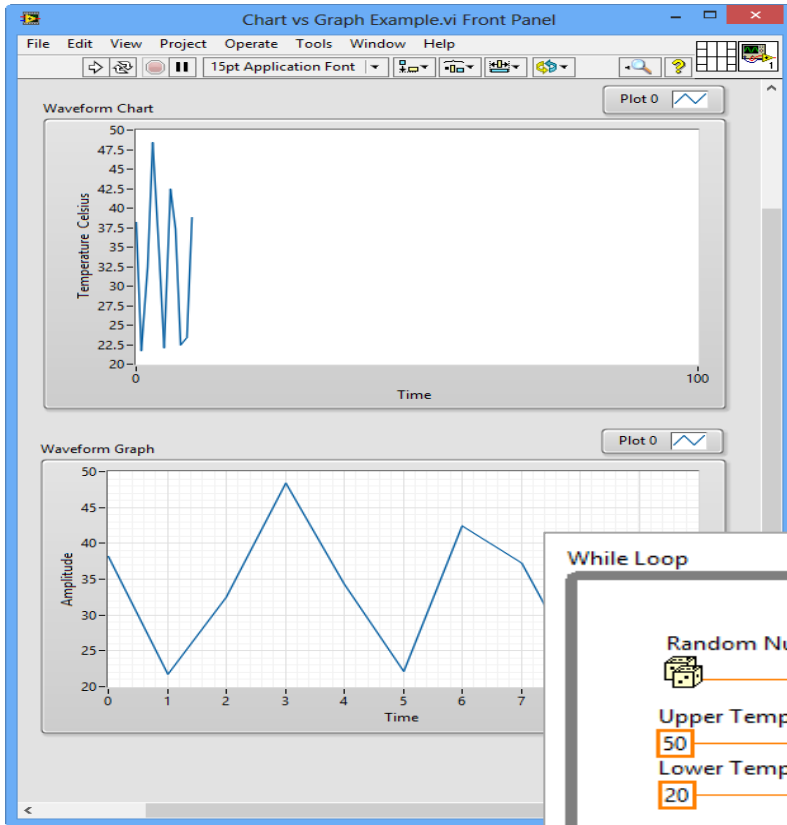 Chart vs Graph Example.vi Front Panel
File Edit View Project Operate Tools Window Help
15pt Application Font
?
1
Waveform Chart
Plot 0
50
47.5
45
42.5
40
37.5
35
32.5
30
27.5
25
22.5
20
Temperature Celsius
0 100
Time
Waveform Graph
Plot 0
50
45
40
35
30
25
20
Amplitude
0 1 2 3 4 5 6 7
Time
While Loop
Random Nu
Upper Temp
50
Lower Temp
20